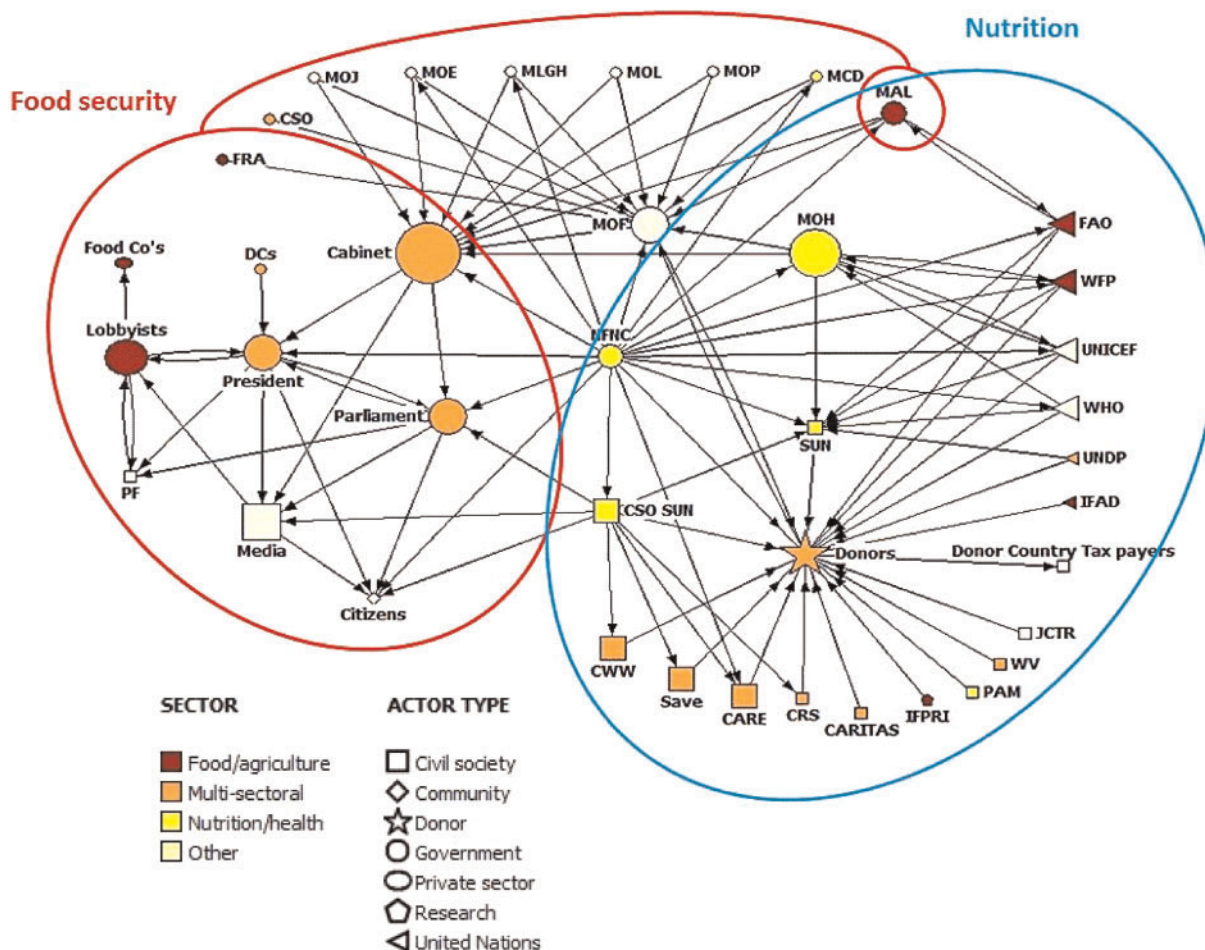 Nutrition
Food security
MOJ
MOE
MLGH
MOL
MOP
MCD
MAL
CSO
FRA
MOF
MOH
FAO
Cabinet
Food Co's
DCs
WFP
Lobbyists
NFNC
UNICEF
President
Parliament
WHO
SUN
UNDP
PF
CSO SUN
IFAD
Media
Donors
Donor Country Tax payers
Citizens
JCTR
CWW
WV
Save
PAM
CARE
CRS
CARITAS
IFPRI
SECTOR
Food/agriculture
Multi-sectoral
Nutrition/health
Other
ACTOR TYPE
Civil society
Community
Donor
Government
Private sector
Research
United Nations